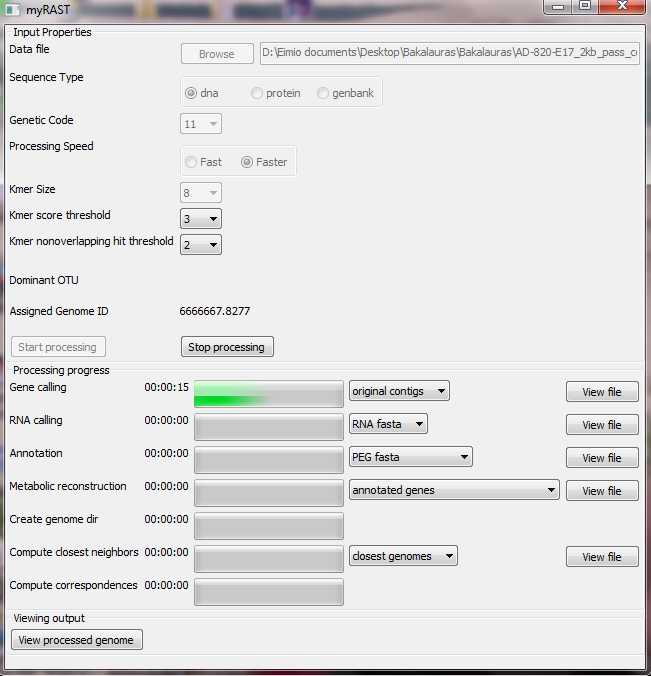 myRAST
Input Properties
Data file
Browse
D:\Eimio documents\Desktop\Bakalauras\Bakalauras\AD-820-E17_2kb_pass_c
Sequence Type
dna protein genbank
Genetic Code
11
Processing Speed
Fast Faster
Kmer Size
8
Kmer score threshold
3
Kmer nonoverlapping hit threshold
2
Dominant OTU
Assigned Genome ID 6666667.8277
Start processing Stop processing
Processing progress
Gene calling 00:00:15 original contigs View file
RNA calling 00:00:00 RNA fasta View file
Annotation 00:00:00 PEG fasta View file
Metabolic reconstruction 00:00:00 annotated genes View file
Create genome dir 00:00:00
Compute closest neighbors 00:00:00 closest genomes View file
Compute correspondences 00:00:00
Viewing output
View processed genome